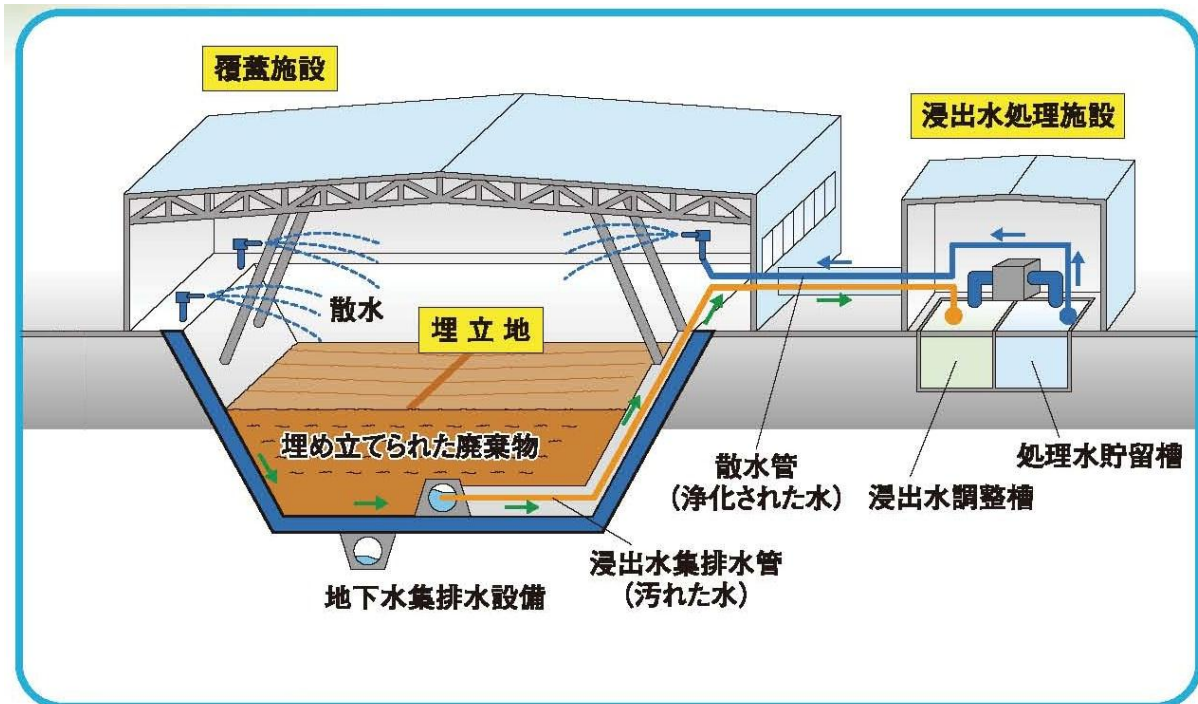 覆蓋施設
浸出水処理施設
散水
埋立地
埋め立てられた廃棄物
散水管
(浄化された水)
浸出水調整槽
処理水貯留槽
浸出水集排水管
(汚れた水)
地下水集排水設備